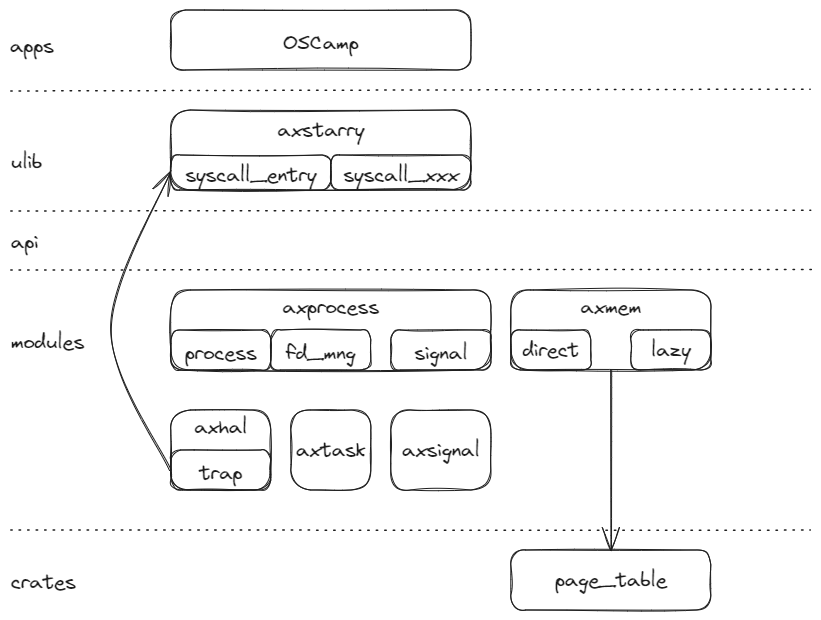 apps
OSCamp
ulib
axstarry
syscall_entry
syscall_xxx
api
modules
axprocess
process
fd_mng
signal
axmem
direct
lazy
axhal
trap
axtask
axsignal
crates
page_table